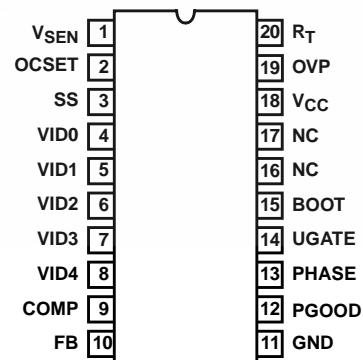 VSEN 1 20 RT
OCSET 2 19 OVP
SS 3 18 VCC
VID0 4 17 NC
VID1 5 16 NC
VID2 6 15 BOOT
VID3 7 14 UGATE
VID4 8 13 PHASE
COMP 9 12 PGOOD
FB 10 11 GND